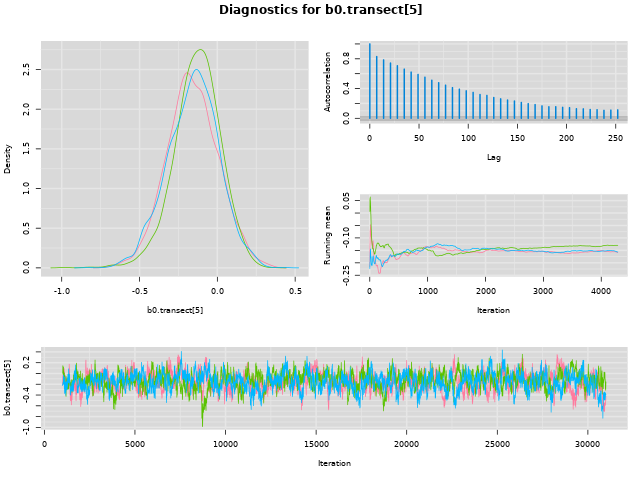 Diagnostics for b0.transect[5]
Density
0.0 0.5 1.0 1.5 2.0 2.5
-1.0 -0.5 0.0 0.5
b0.transect[5]
Autocorrelation
0.0 0.4 0.8
0 50 100 150 200 250
Lag
Running mean
-0.25 -0.10 0.05
0 1000 2000 3000 4000
Iteration
b0.transect[5]
-1.0 -0.4 0.2
0 5000 10000 15000 20000 25000 30000
Iteration